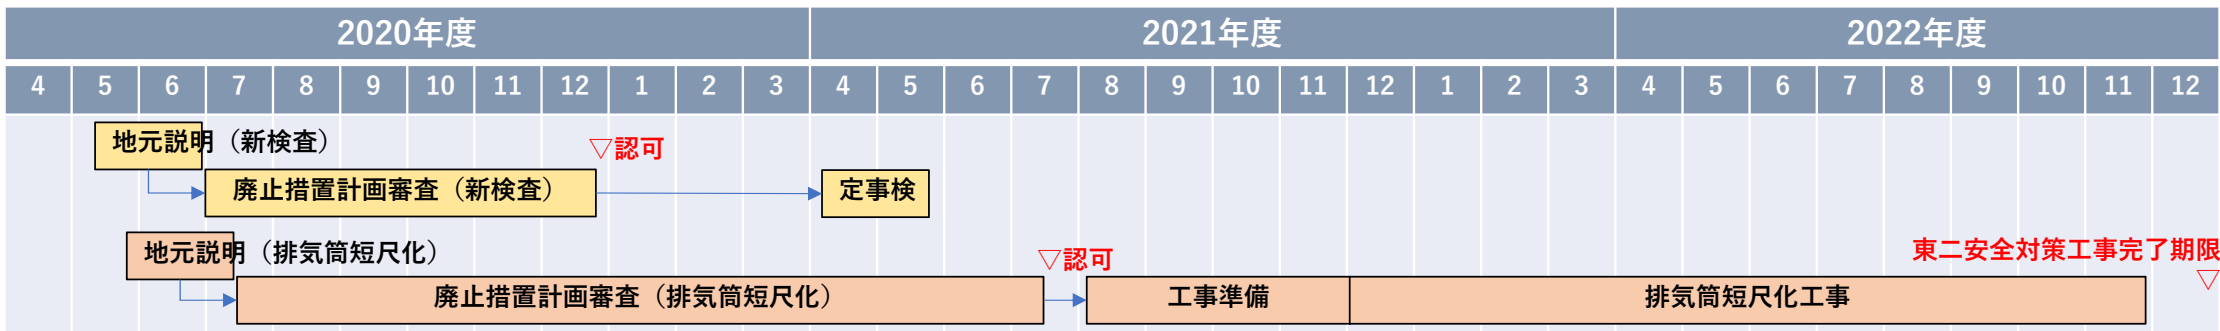 2020年度 2021年度 2022年度
4 5 6 7 8 9 10 11 12 1 2 3 4 5 6 7 8 9 10 11 12 1 2 3 4 5 6 7 8 9 10 11 12
地元説明（新検査）
▽認可
廃止措置計画審査（新検査）
定事検
地元説明（排気筒短尺化）
▽認可
東二安全対策工事完了期限
▽
廃止措置計画審査（排気筒短尺化）
工事準備
排気筒短尺化工事